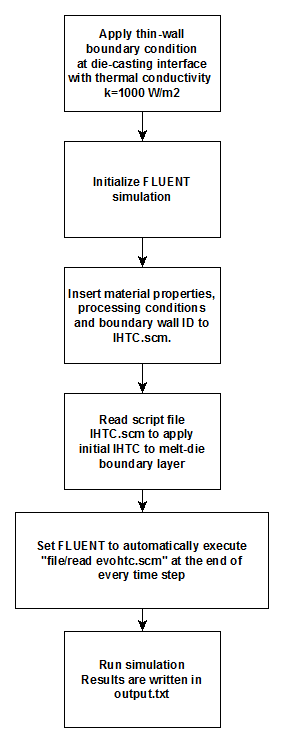 Apply thin-wall
boundary condition
at die-casting interface
with thermal conductivity
k=1000 W/m2
Initialize FLUENT
simulation
Insert material properties,
processing conditions
and boundary wall ID to
IHTC.scm.
Read script file
IHTC.scm to apply
initial IHTC to melt-die
boundary layer
Set FLUENT to automatically execute
"file/read evohtc.scm" at the end of
every time step
Run simulation
Results are written in
output.txt